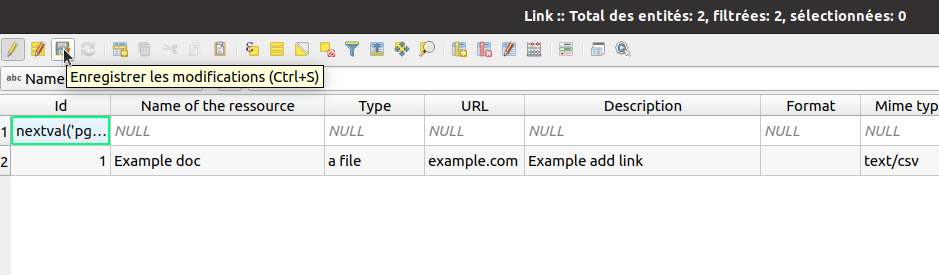 Link :: Total des entités: 2, filtrées: 2, sélectionnées: 0
Enregistrer les modifications (Ctrl+S)
abc Name
Id Name of the ressource Type URL Description Format Mime typ
1 nextval('pg... NULL NULL NULL NULL NULL NULL
2 1 Example doc a file example.com Example add link text/csv